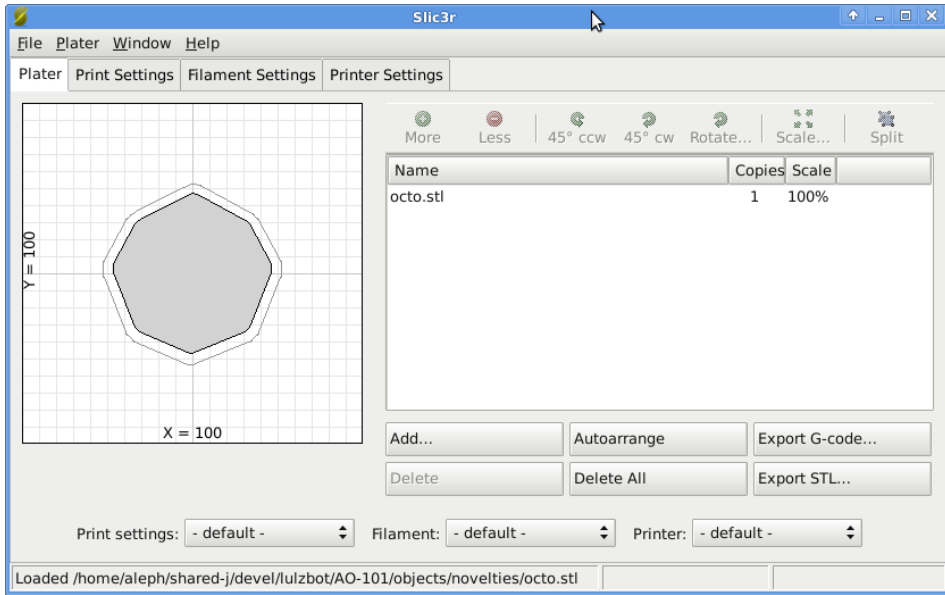 Slic3r
File Plater Window Help
Plater Print Settings Filament Settings Printer Settings
More Less 45° ccw 45° cw Rotate... Scale... Split
Name Copies Scale
octo.stl 1 100%
Y = 100
X = 100
Add... Autoarrange Export G-code...
Delete Delete All Export STL...
Print settings: - default - Filament: - default - Printer: - default -
Loaded /home/aleph/shared-j/devel/lulzbot/AO-101/objects/novelties/octo.stl